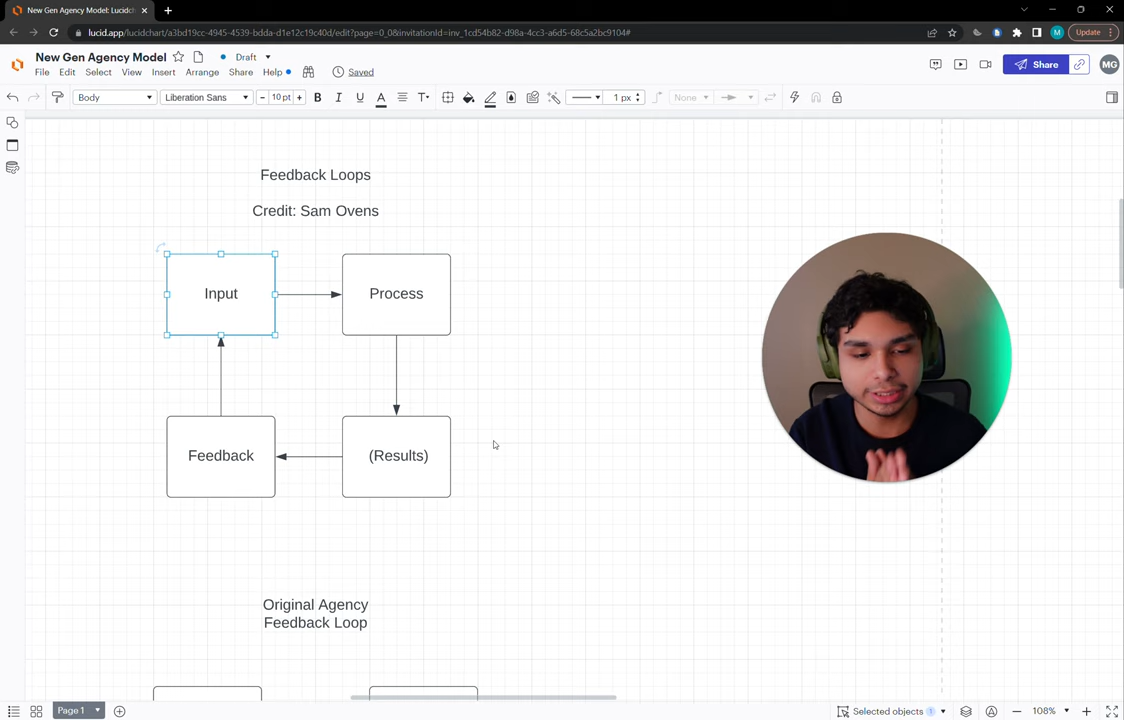 New Gen Agency Model: Lucidch
lucid.app/lucidchart/a3bd19cc-4945-4539-bdda-d1e12c19c40d/edit?page=0_0&invitationId=inv_1cd54b82-d98a-4cc3-a6d5-68c5a2bc9104#
M
Update
New Gen Agency Model
Draft
File Edit Select View Insert Arrange Share Help
Saved
Share
MG
Body
Liberation Sans
10 pt
B I U A T
1 px
None
Feedback Loops
Credit: Sam Ovens
Input
Process
Feedback
(Results)
Original Agency
Feedback Loop
Page 1
Selected objects 1
108%